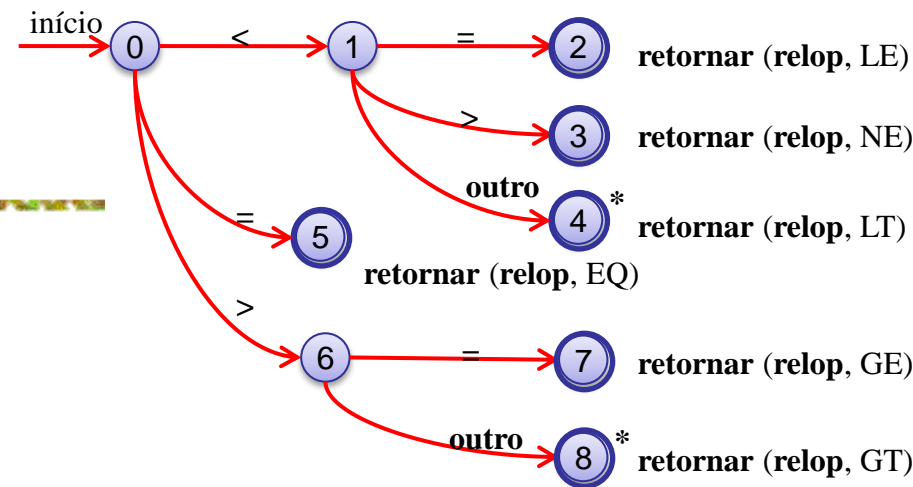 início
0 < 1 = 2 retornar (relop, LE)
> 3 retornar (relop, NE)
outro 4 * retornar (relop, LT)
= 5
retornar (relop, EQ)
>
6 = 7 retornar (relop, GE)
outro 8 * retornar (relop, GT)